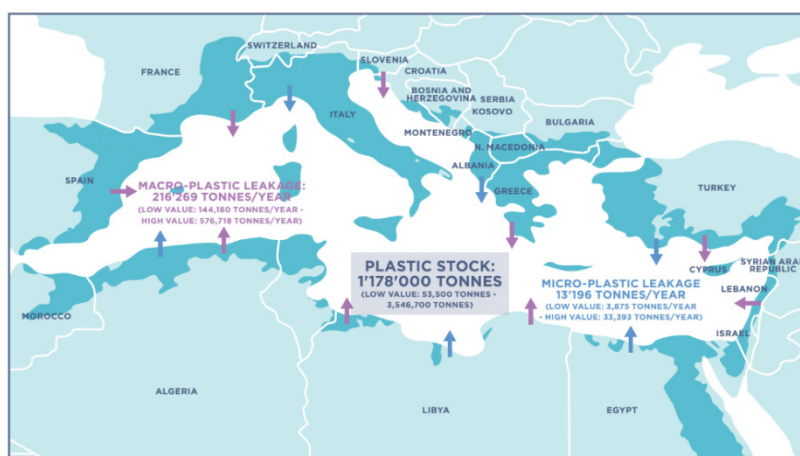 SWITZERLAND
SLOVENIA
FRANCE
CROATIA
BOSNIA AND
HERZEGOVINA
SERBIA
KOSOVO
ITALY
BULGARIA
MONTENEGRO
N. MACEDONIA
ALBANIA
SPAIN
MACRO-PLASTIC LEAKAGE:
216'269 TONNES/YEAR
(LOW VALUE: 144,180 TONNES/YEAR -
HIGH VALUE: 576,718 TONNES/YEAR)
GREECE
TURKEY
PLASTIC STOCK:
1'178'000 TONNES
(LOW VALUE: 53,500 TONNES -
3,546,700 TONNES)
CYPRUS
SYRIAN ARAB
REPUBLIC
MICRO-PLASTIC LEAKAGE
13'196 TONNES/YEAR
(LOW VALUE: 3,875 TONNES/YEAR
- HIGH VALUE: 33,393 TONNES/YEAR)
LEBANON
MOROCCO
ISRAEL
ALGERIA
LIBYA
EGYPT